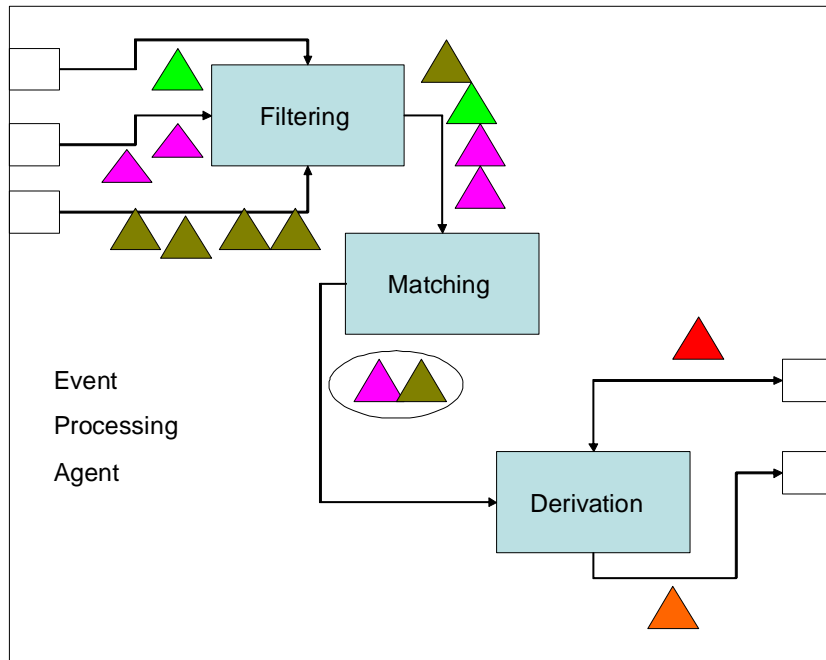 Filtering
Matching
Event
Processing
Agent
Derivation